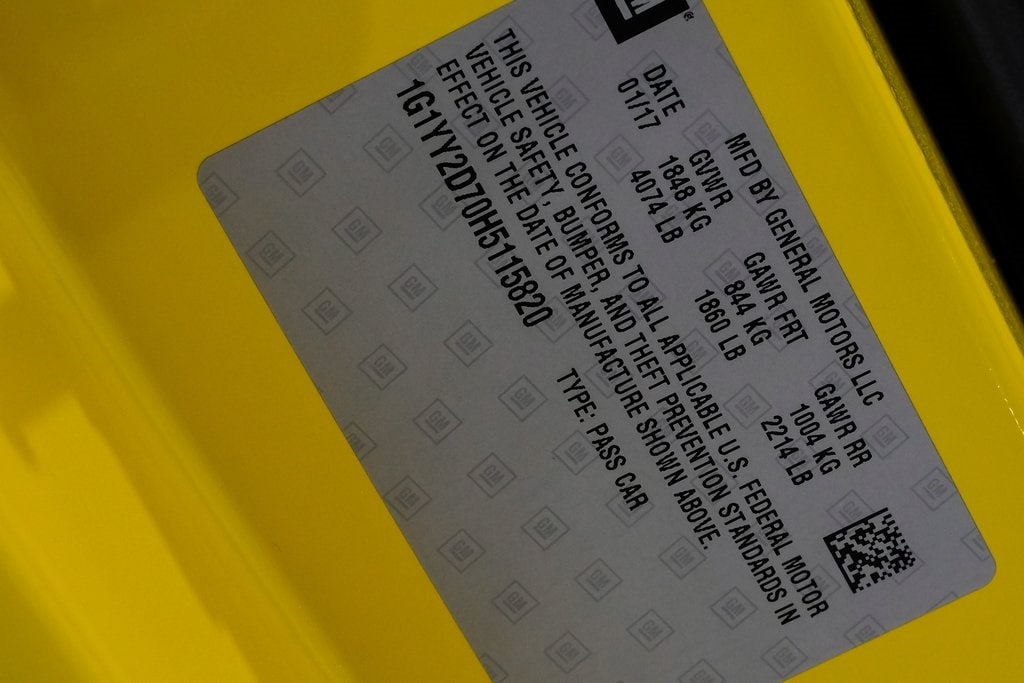 GM®
MFD BY GENERAL MOTORS LLC
DATE GVWR GAWR FRT GAWR RR
01/17 1848 KG 844 KG 1004 KG
4074 LB 1860 LB 2214 LB
THIS VEHICLE CONFORMS TO ALL APPLICABLE U.S. FEDERAL MOTOR
VEHICLE SAFETY, BUMPER, AND THEFT PREVENTION STANDARDS IN
EFFECT ON THE DATE OF MANUFACTURE SHOWN ABOVE.
1G1YY2D70H5115820 TYPE: PASS CAR